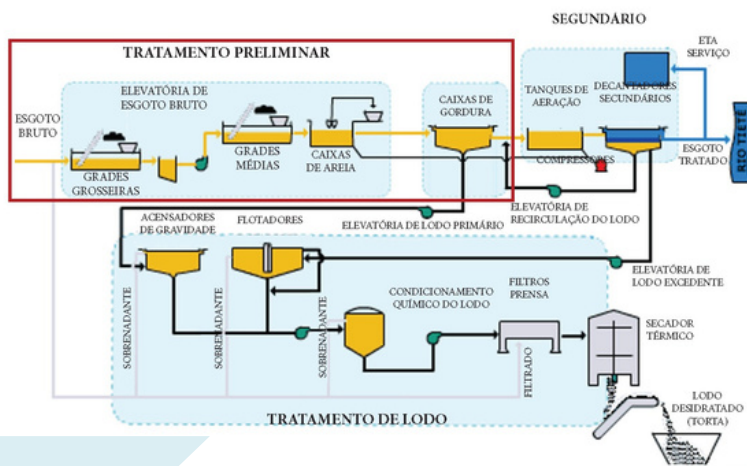 SEGUNDÁRIO
TRATAMENTO PRELIMINAR
ETA
SERVIÇO
ELEVATÓRIA DE
ESGOTO BRUTO
CAIXAS DE
GORDURA
TANQUES DE
AERAÇÃO
DECANTADORES
SECUNDÁRIOS
ESGOTO
BRUTO
GRADES
GROSSEIRAS
GRADES
MÉDIAS
CAIXAS
DE AREIA
COMPRESSORES
ESGOTO
TRATADO
RIO TIETÊ
ACENSADORES
DE GRAVIDADE
FLOTADORES
ELEVATÓRIA DE LODO PRIMÁRIO
ELEVATÓRIA DE
RECIRCULAÇÃO DO LODO
SOBRENADANTE
SOBRENADANTE
SOBRENADANTE
CONDICIONAMENTO
QUÍMICO DO LODO
FILTROS
PRENSA
ELEVATÓRIA DE
LODO EXCEDENTE
FILTRADO
SECADOR
TÉRMICO
TRATAMENTO DE LODO
LODO
DESIDRATADO
(TORTA)